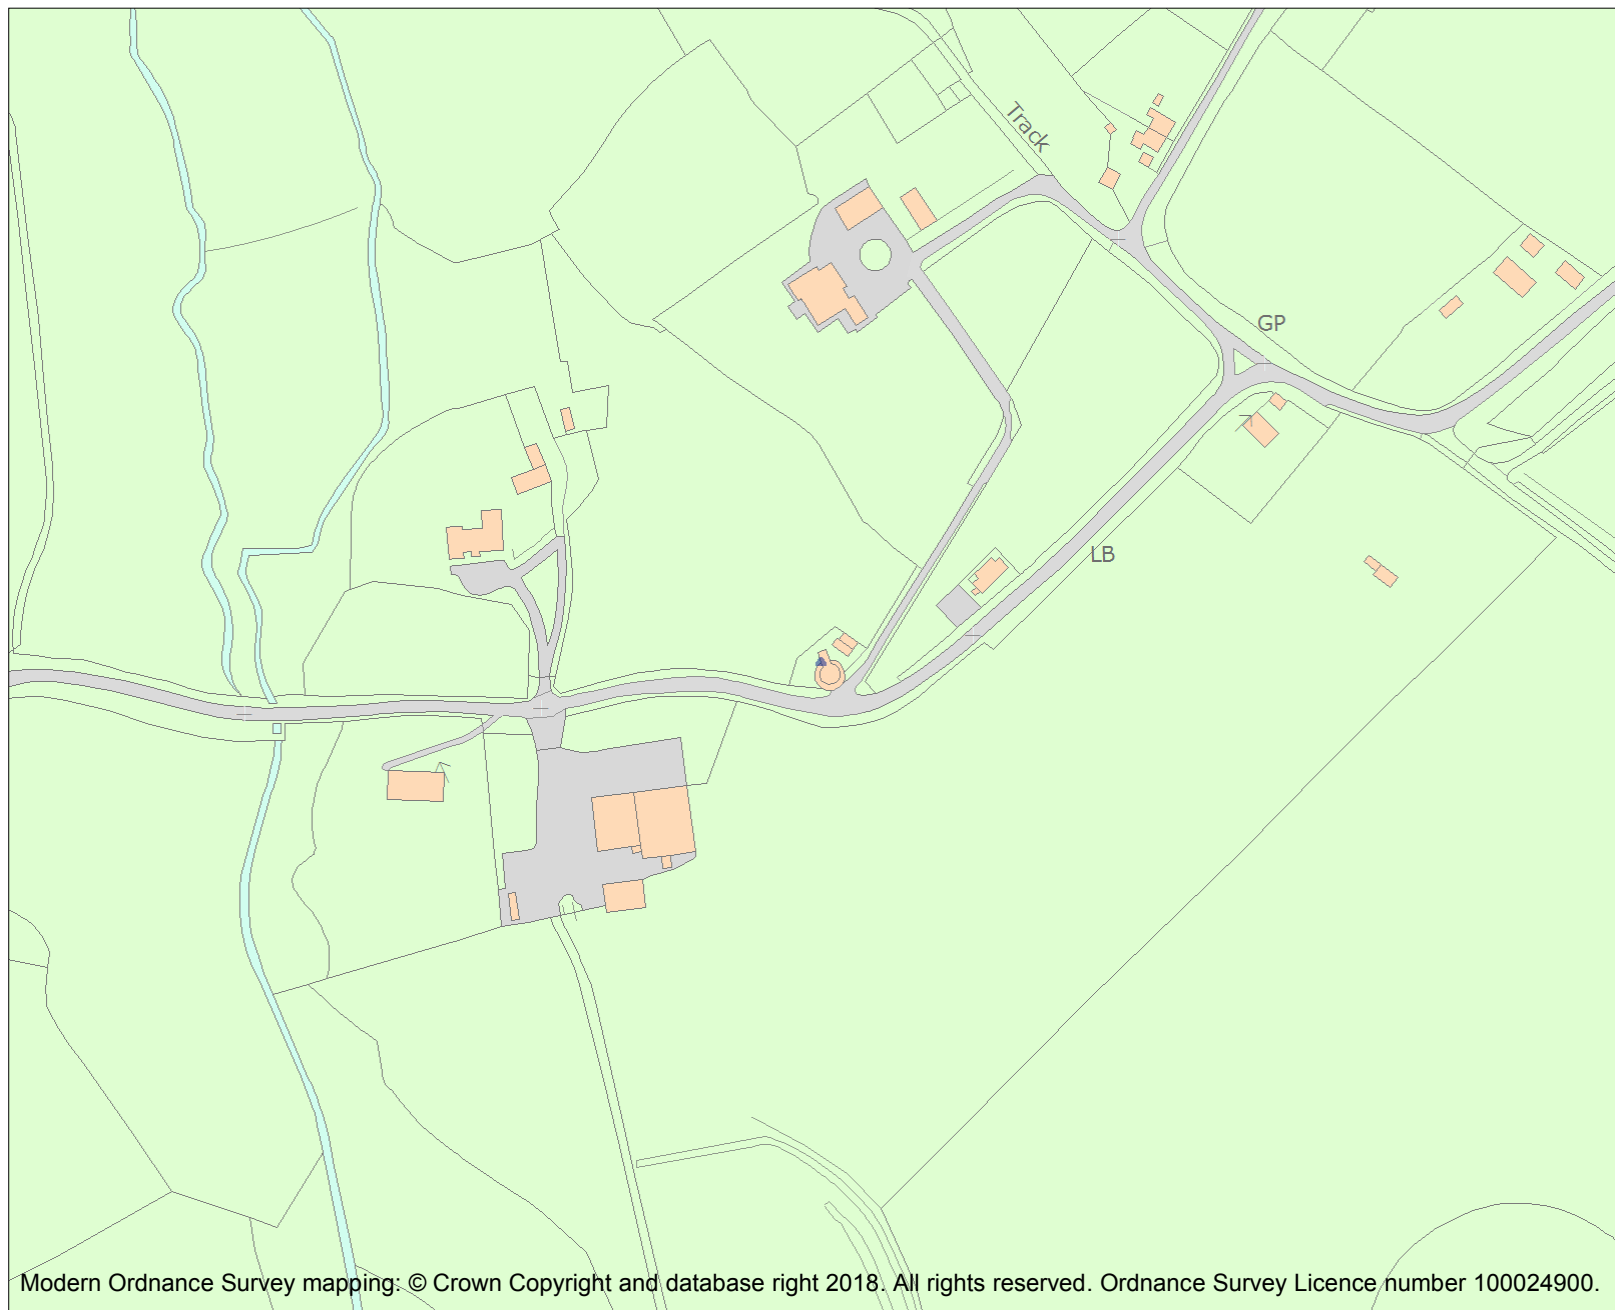 Track
GP
LB
Modern Ordnance Survey mapping: © Crown Copyright and database right 2018. All rights reserved. Ordnance Survey Licence number 100024900.